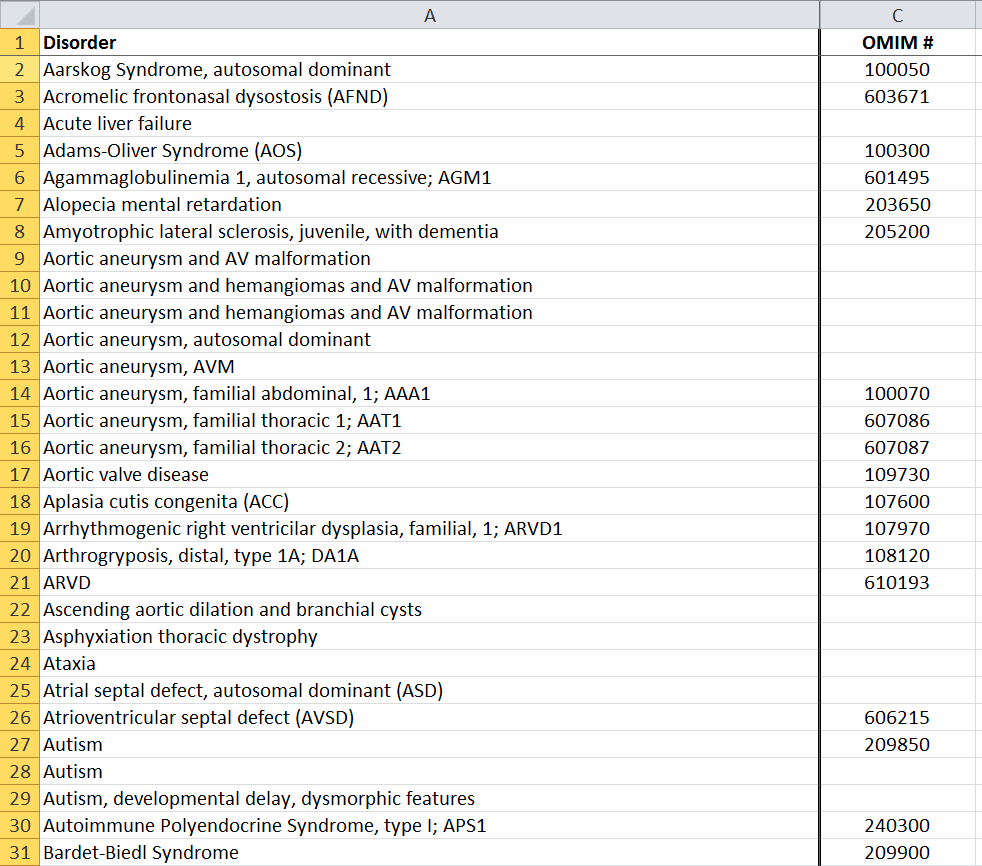 A C
1 Disorder OMIM #
2 Aarskog Syndrome, autosomal dominant 100050
3 Acromelic frontonasal dysostosis (AFND) 603671
4 Acute liver failure
5 Adams-Oliver Syndrome (AOS) 100300
6 Agammaglobulinemia 1, autosomal recessive; AGM1 601495
7 Alopecia mental retardation 203650
8 Amyotrophic lateral sclerosis, juvenile, with dementia 205200
9 Aortic aneurysm and AV malformation
10 Aortic aneurysm and hemangiomas and AV malformation
11 Aortic aneurysm and hemangiomas and AV malformation
12 Aortic aneurysm, autosomal dominant
13 Aortic aneurysm, AVM
14 Aortic aneurysm, familial abdominal, 1; AAA1 100070
15 Aortic aneurysm, familial thoracic 1; AAT1 607086
16 Aortic aneurysm, familial thoracic 2; AAT2 607087
17 Aortic valve disease 109730
18 Aplasia cutis congenita (ACC) 107600
19 Arrhythmogenic right ventricilar dysplasia, familial, 1; ARVD1 107970
20 Arthrogryposis, distal, type 1A; DA1A 108120
21 ARVD 610193
22 Ascending aortic dilation and branchial cysts
23 Asphyxiation thoracic dystrophy
24 Ataxia
25 Atrial septal defect, autosomal dominant (ASD)
26 Atrioventricular septal defect (AVSD) 606215
27 Autism 209850
28 Autism
29 Autism, developmental delay, dysmorphic features
30 Autoimmune Polyendocrine Syndrome, type I; APS1 240300
31 Bardet-Biedl Syndrome 209900